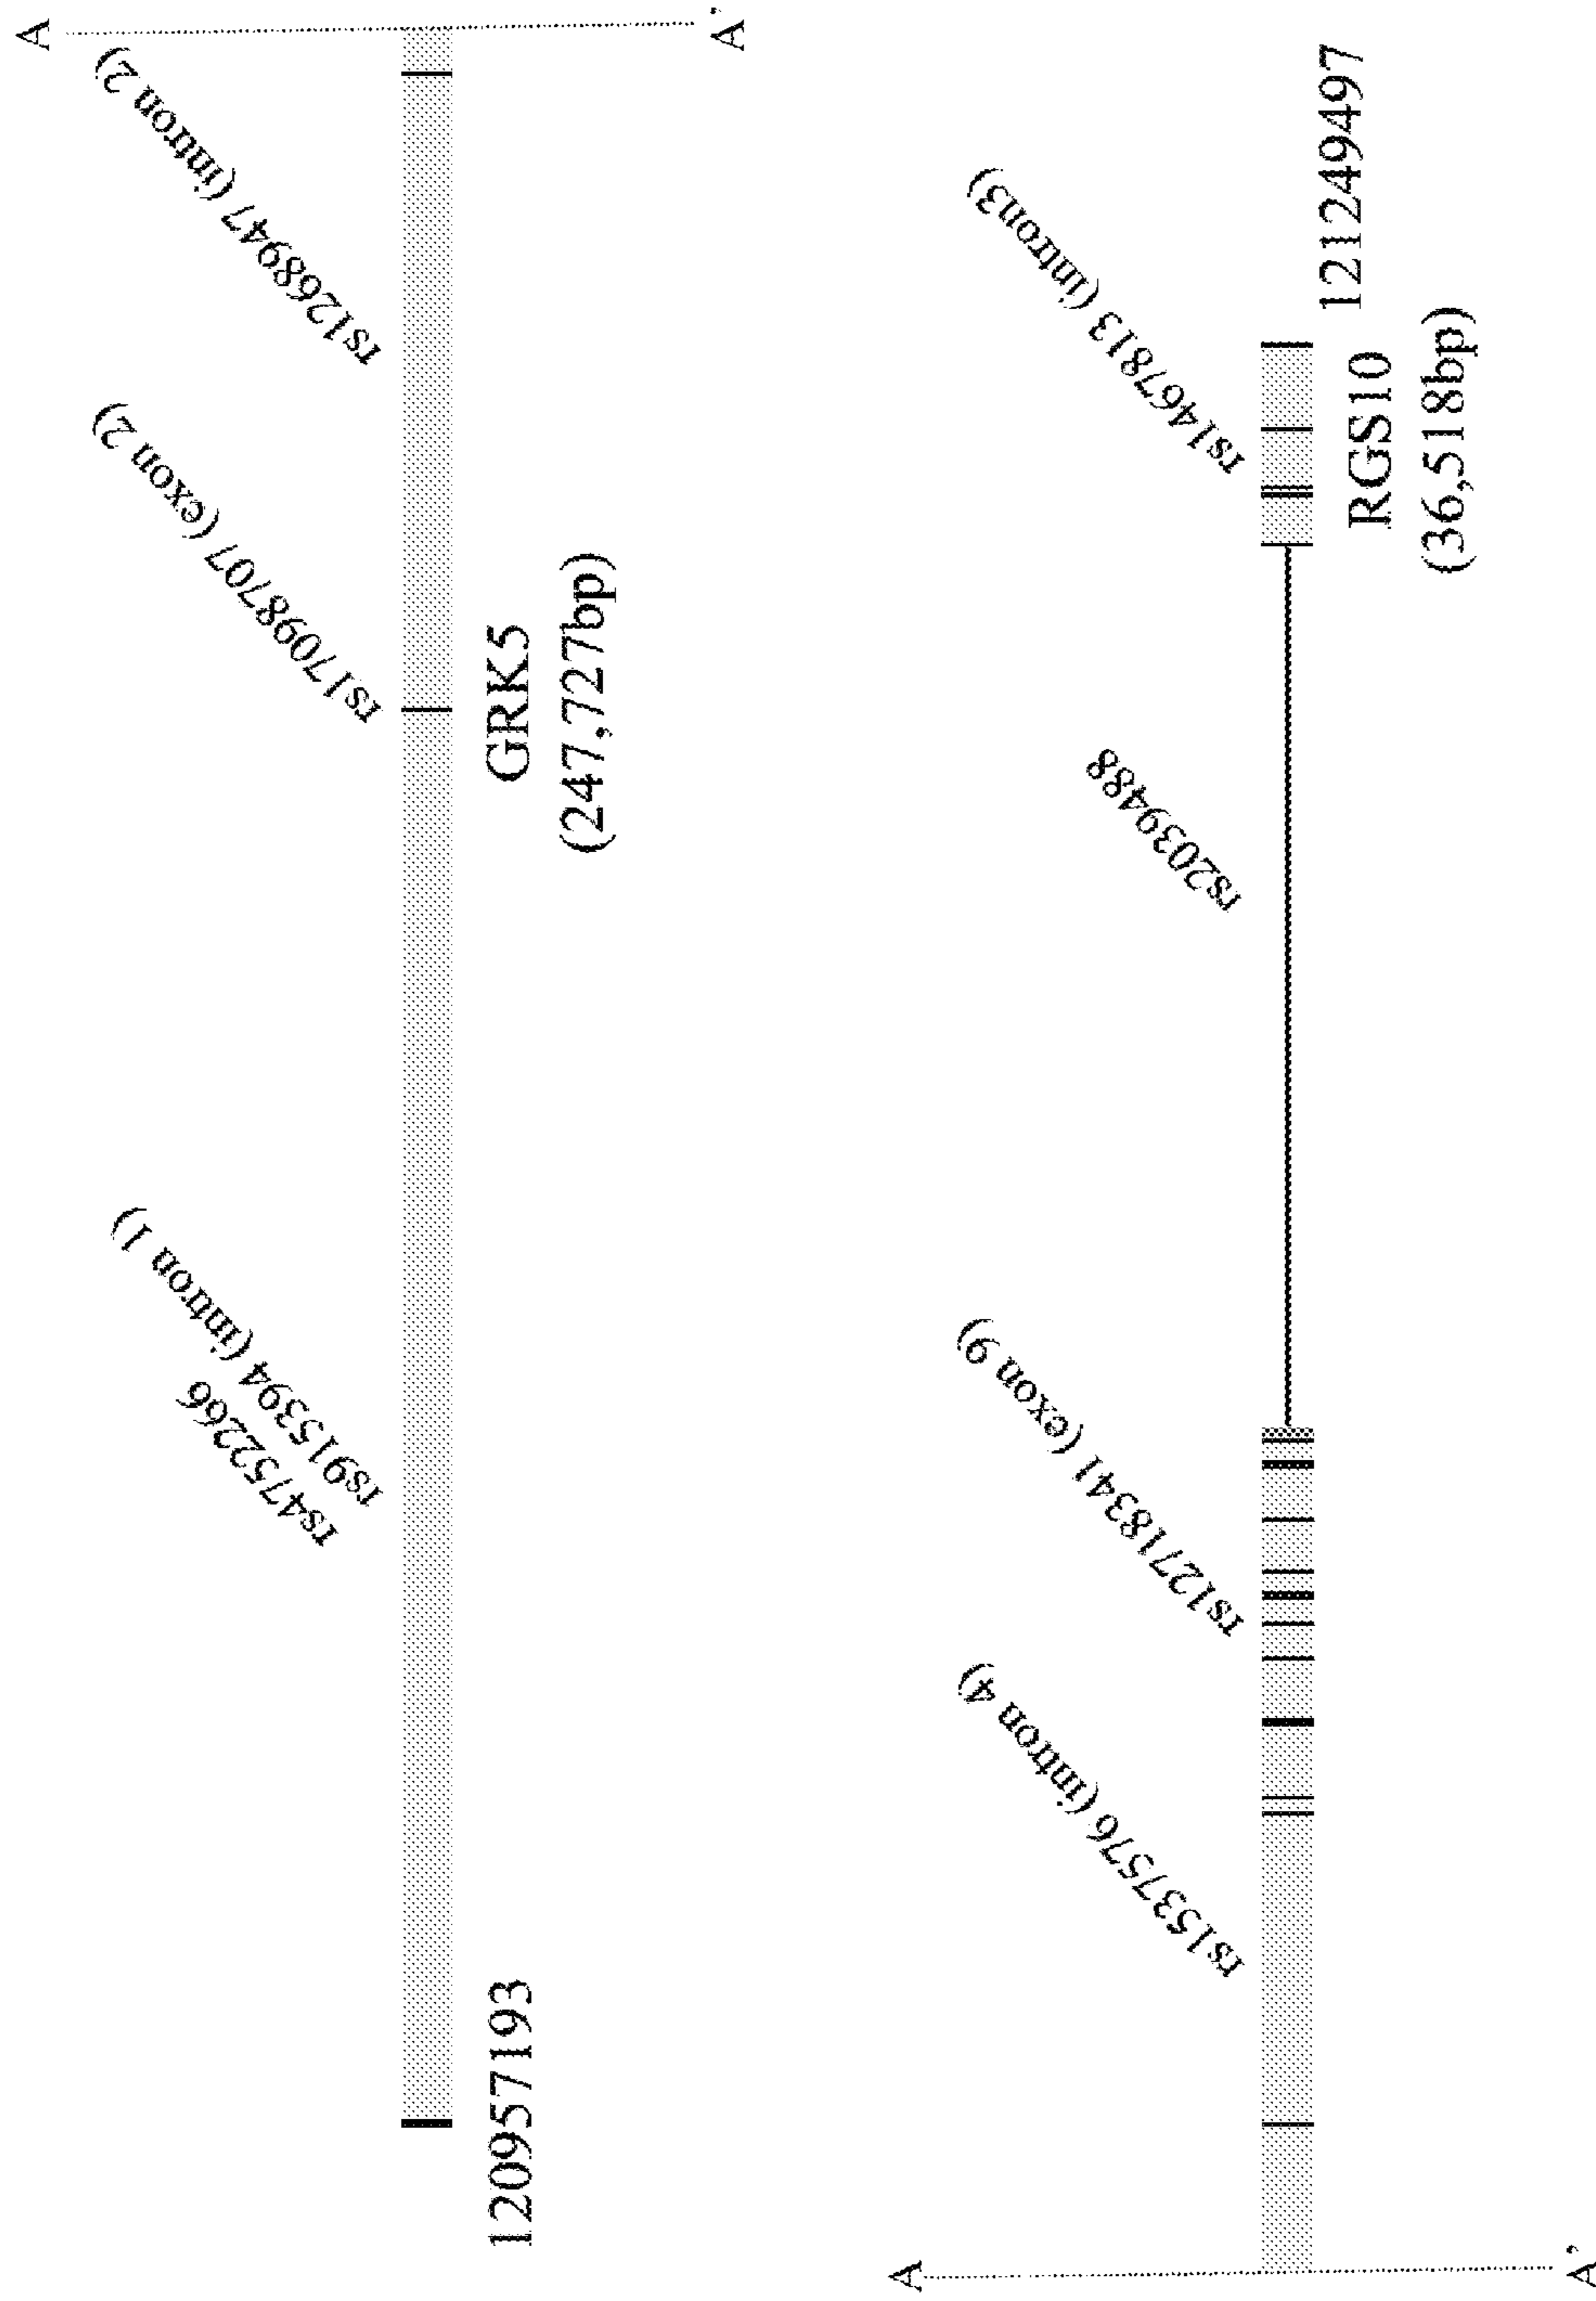 A
rs4752266
rs915394 (intron 1)
rs17098707 (exon 2)
rs12689947 (intron 2)
120957193
GRK5
(247,727bp)
A'
A
rs1537576 (intron 4)
rs12718341 (exon 9)
rs2039488
rs1467813 (intron3)
121249497
RGS10
(36,518bp)
A'